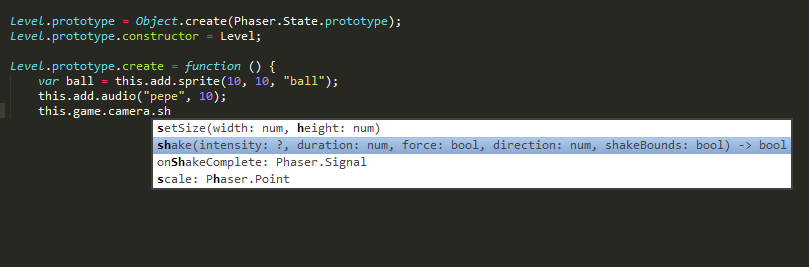 Level.prototype = Object.create(Phaser.State.prototype);
Level.prototype.constructor = Level;
Level.prototype.create = function () {
var ball = this.add.sprite(10, 10, "ball");
this.add.audio("pepe", 10);
this.game.camera.sh
setSize(width: num, height: num)
shake(intensity: ?, duration: num, force: bool, direction: num, shakeBounds: bool) -> bool
onShakeComplete: Phaser.Signal
scale: Phaser.Point